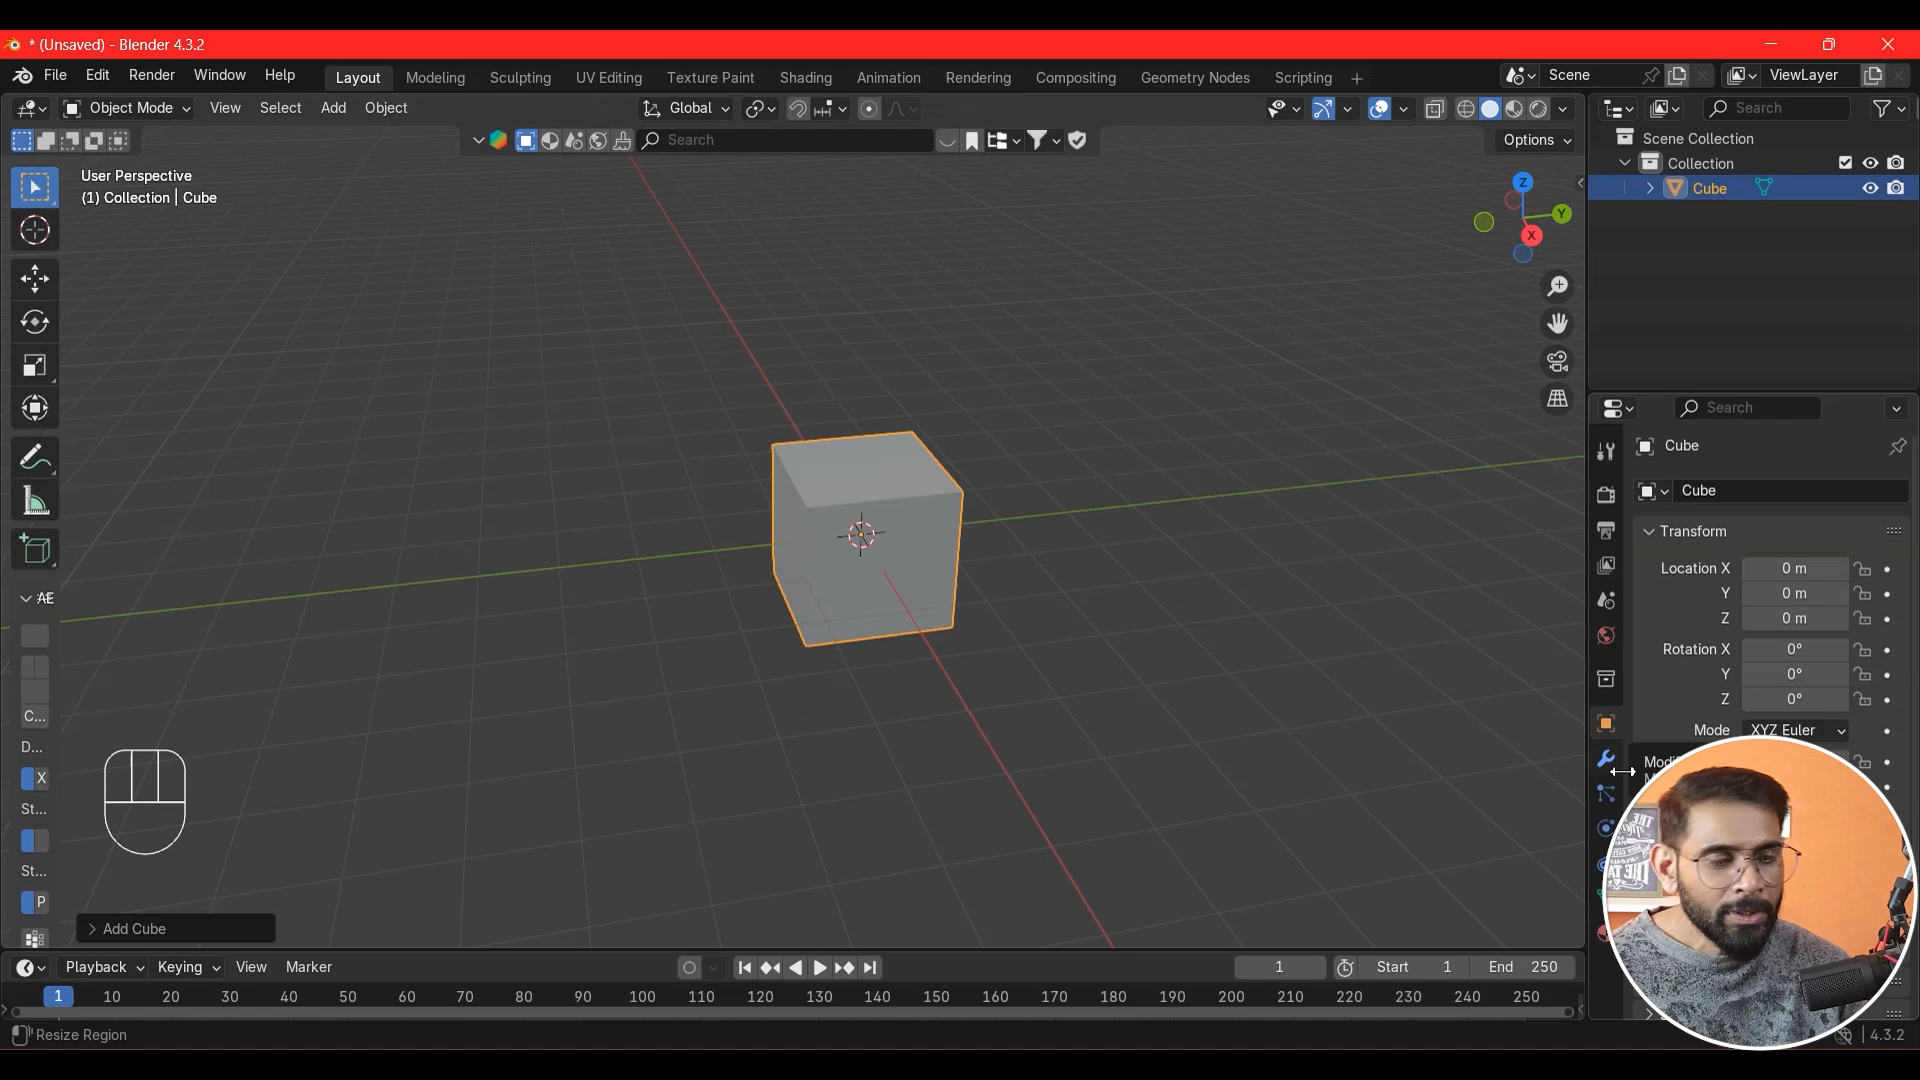 * (Unsaved) - Blender 4.3.2
File Edit Render Window Help
Layout Modeling Sculpting UV Editing Texture Paint Shading Animation Rendering Compositing Geometry Nodes Scripting +
Scene ViewLayer
Object Mode View Select Add Object
Global
Search
Search
Options
User Perspective
(1) Collection | Cube
Z
Y
X
Scene Collection
Collection
Cube
Search
Cube
Cube
Transform
Location X 0 m
Y 0 m
Z 0 m
Rotation X 0°
Y 0°
Z 0°
Mode XYZ Euler
AE
C...
D...
X
St...
St...
P
Add Cube
Playback Keying View Marker
1 Start 1 End 250
1 10 20 30 40 50 60 70 80 90 100 110 120 130 140 150 160 170 180 190 200 210 220 230 240 250
Resize Region
4.3.2